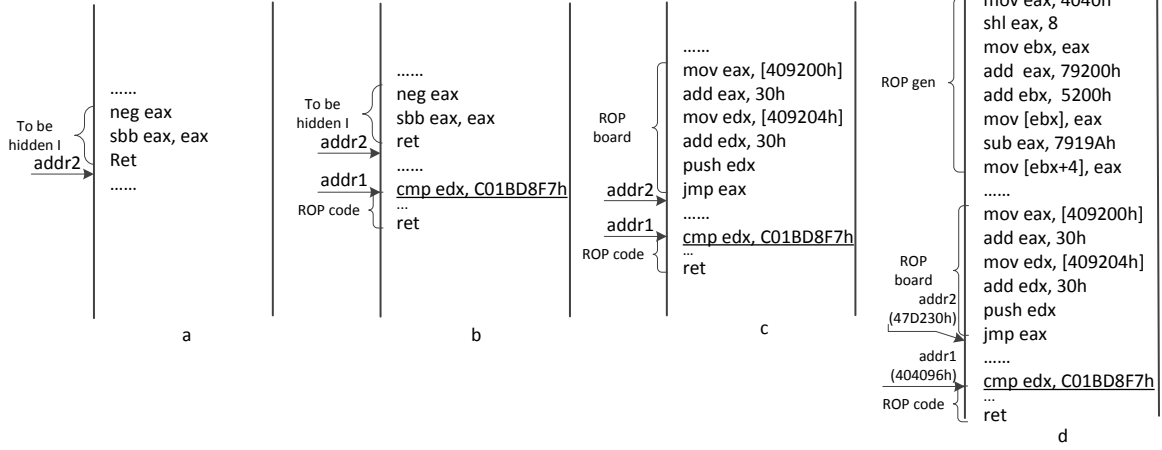 To be
hidden I
addr2
……
neg eax
sbb eax, eax
Ret
……
a
To be
hidden I
addr2
addr1
ROP code
……
neg eax
sbb eax, eax
ret
……
cmp edx, C01BD8F7h
...
ret
b
ROP
board
addr2
addr1
ROP code
……
mov eax, [409200h]
add eax, 30h
mov edx, [409204h]
add edx, 30h
push edx
jmp eax
……
cmp edx, C01BD8F7h
...
ret
c
ROP gen
ROP
board
addr2
(47D230h)
addr1
(404096h)
ROP code
mov eax, 4040h
shl eax, 8
mov ebx, eax
add eax, 79200h
add ebx, 5200h
mov [ebx], eax
sub eax, 7919Ah
mov [ebx+4], eax
……
mov eax, [409200h]
add eax, 30h
mov edx, [409204h]
add edx, 30h
push edx
jmp eax
……
cmp edx, C01BD8F7h
...
ret
d